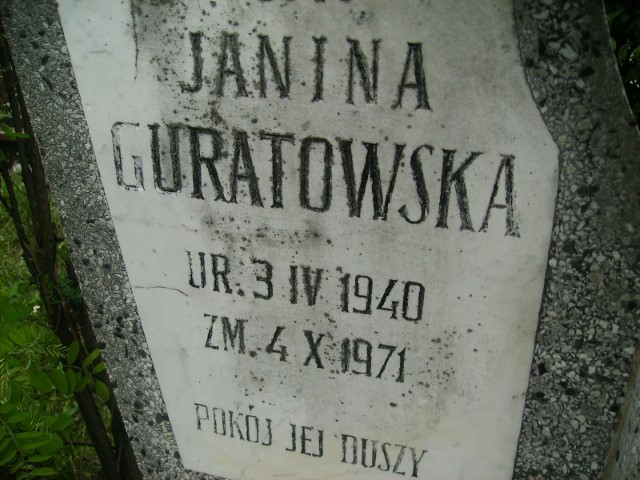 JANINA
GURATOWSKA
UR. 3 IV 1940
ZM. 4 X 1971
POKÓJ JEJ DUSZY